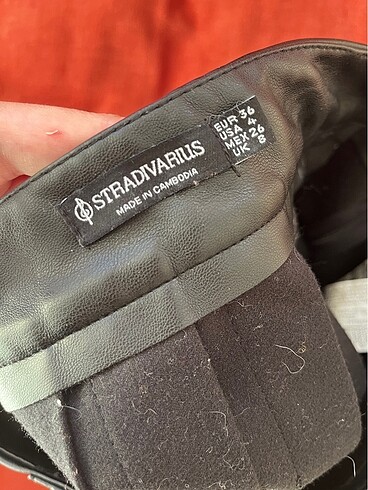 STRADIVARIUS
MADE IN CAMBODIA
EUR 36
USA 4
MEX 26
UK 8